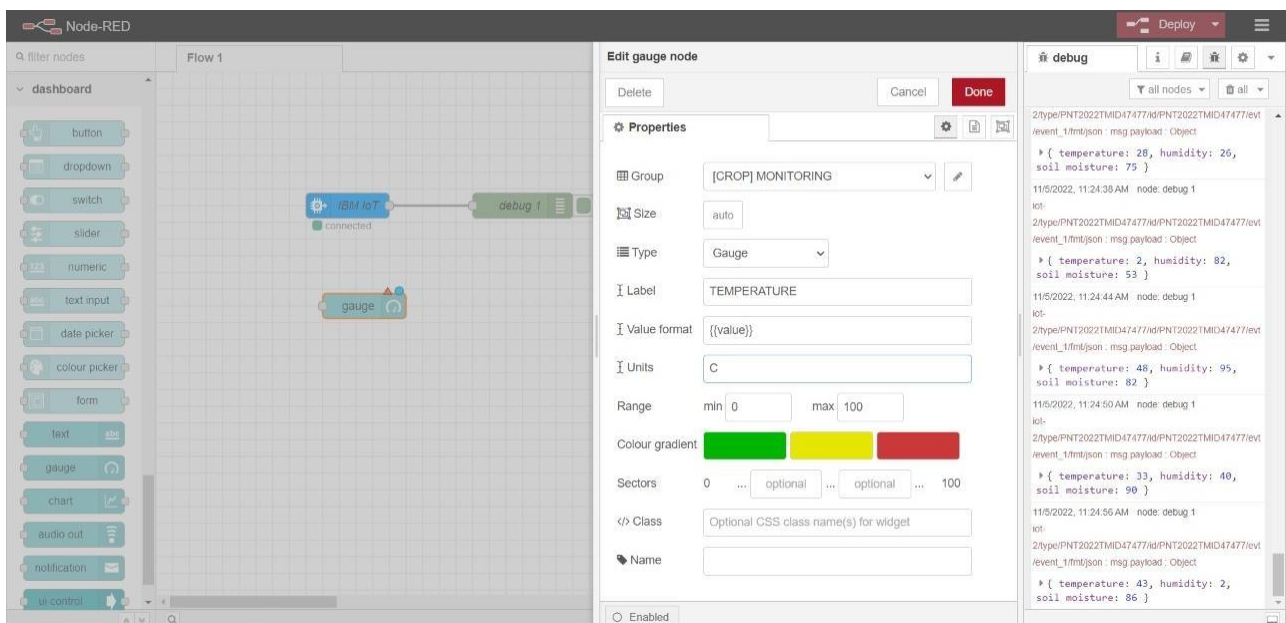 Node-RED
Deploy
filter nodes
dashboard
button
dropdown
switch
slider
numeric
text input
date picker
colour picker
form
text
gauge
chart
audio out
notification
ui control
Flow 1
IBM IoT
connected
debug 1
gauge
Edit gauge node
Delete
Cancel
Done
Properties
Group
[CROP] MONITORING
Size
auto
Type
Gauge
Label
TEMPERATURE
Value format
{{value}}
Units
C
Range
min 0
max 100
Colour gradient
Sectors
0 ... optional ... optional ... 100
</> Class
Optional CSS class name(s) for widget
Name
Enabled
debug
all nodes
all
2/type/PNT2022TMID47477/id/PNT2022TMID47477/evt
/event_1/fmt/json : msg.payload : Object
{ temperature: 28, humidity: 26,
soil moisture: 75 }
11/5/2022, 11:24:38 AM node: debug 1
iot-
2/type/PNT2022TMID47477/id/PNT2022TMID47477/evt
/event_1/fmt/json : msg.payload : Object
{ temperature: 2, humidity: 82,
soil moisture: 53 }
11/5/2022, 11:24:44 AM node: debug 1
iot-
2/type/PNT2022TMID47477/id/PNT2022TMID47477/evt
/event_1/fmt/json : msg.payload : Object
{ temperature: 48, humidity: 95,
soil moisture: 82 }
11/5/2022, 11:24:50 AM node: debug 1
iot-
2/type/PNT2022TMID47477/id/PNT2022TMID47477/evt
/event_1/fmt/json : msg.payload : Object
{ temperature: 33, humidity: 40,
soil moisture: 90 }
11/5/2022, 11:24:56 AM node: debug 1
iot-
2/type/PNT2022TMID47477/id/PNT2022TMID47477/evt
/event_1/fmt/json : msg.payload : Object
{ temperature: 43, humidity: 2,
soil moisture: 86 }